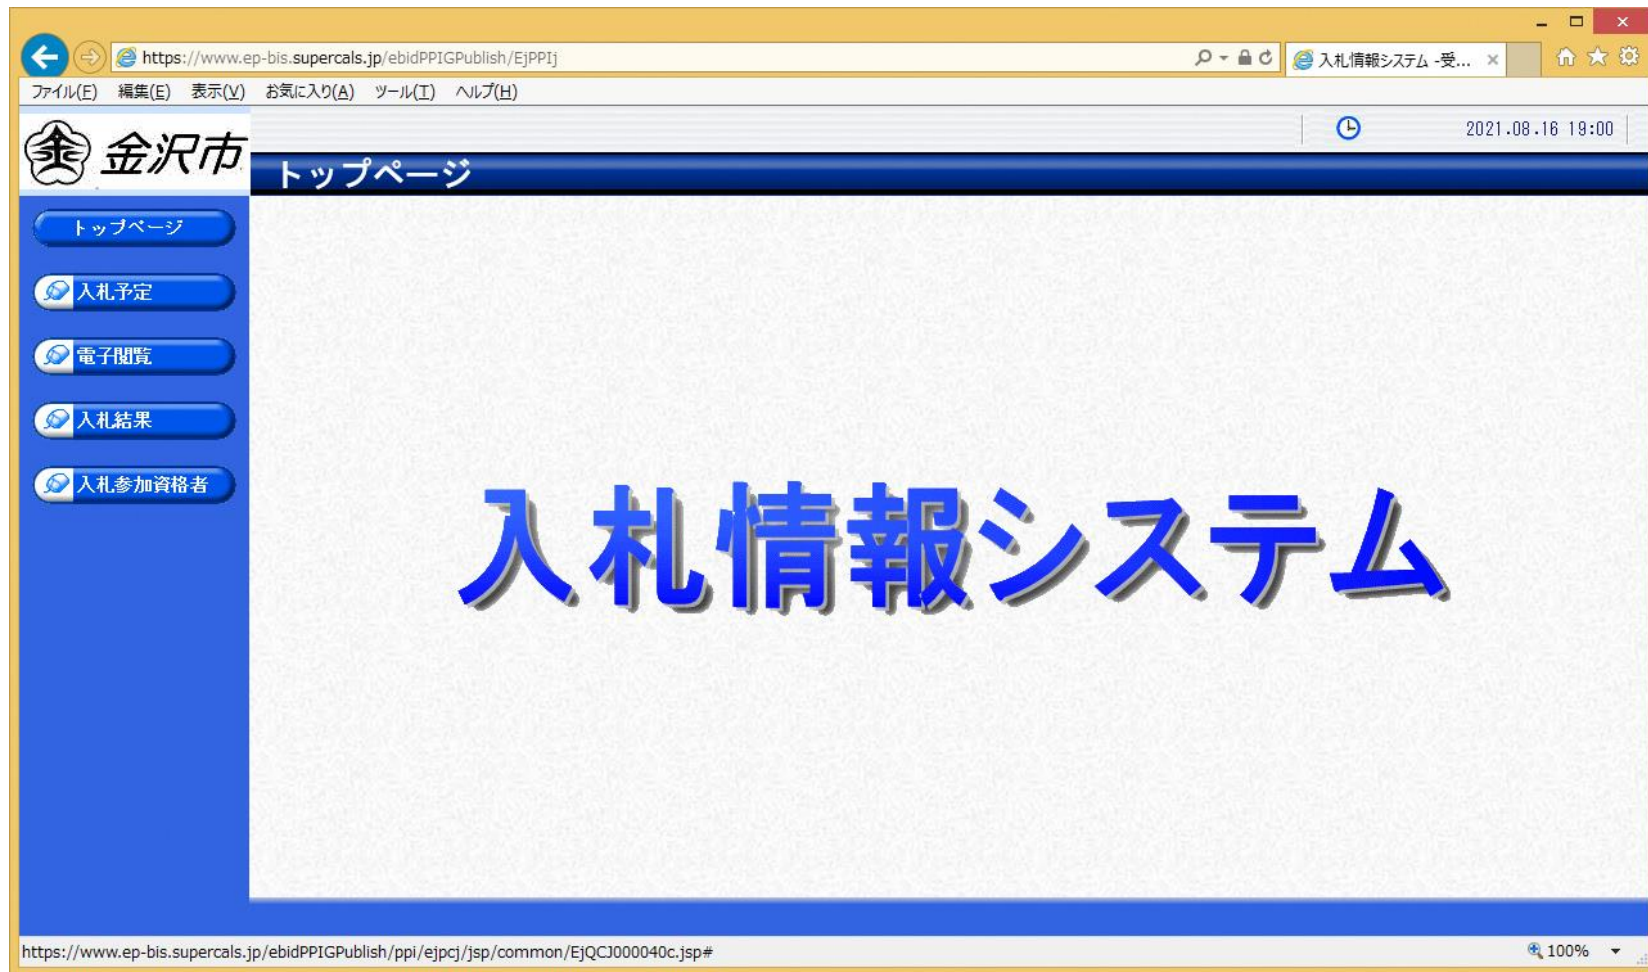 https://www.ep-bis.supercals.jp/ebidPPIGPublish/EjPPIj
入札情報システム -受...
ファイル(F) 編集(E) 表示(V) お気に入り(A) ツール(T) ヘルプ(H)
金沢市
2021.08.16 19:00
トップページ
トップページ
入札予定
電子閲覧
入札結果
入札参加資格者
入札情報システム
https://www.ep-bis.supercals.jp/ebidPPIGPublish/ppi/ejpcj/jsp/common/EjQCJ000040c.jsp#
100%